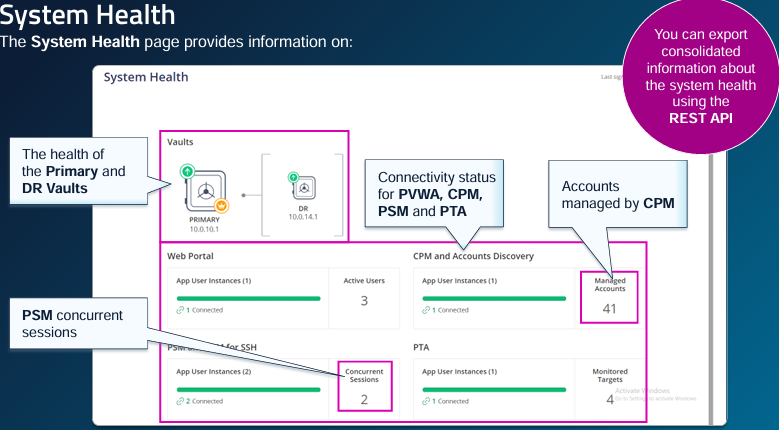 System Health
The System Health page provides information on:
You can export
consolidated
information about
the system health
using the
REST API
System Health
The health of
the Primary and
DR Vaults
Vaults
PRIMARY
10.0.10.1
DR
10.0.14.1
Connectivity status
for PVWA, CPM,
PSM and PTA
Accounts
managed by CPM
Web Portal
App User Instances (1)
1 Connected
Active Users
3
CPM and Accounts Discovery
App User Instances (1)
1 Connected
Managed
Accounts
41
PSM concurrent
sessions
for SSH
App User Instances (2)
2 Connected
Concurrent
Sessions
2
PTA
App User Instances (1)
1 Connected
Monitored
Targets
4
Activate Windows
Go to Settings to activate Windows